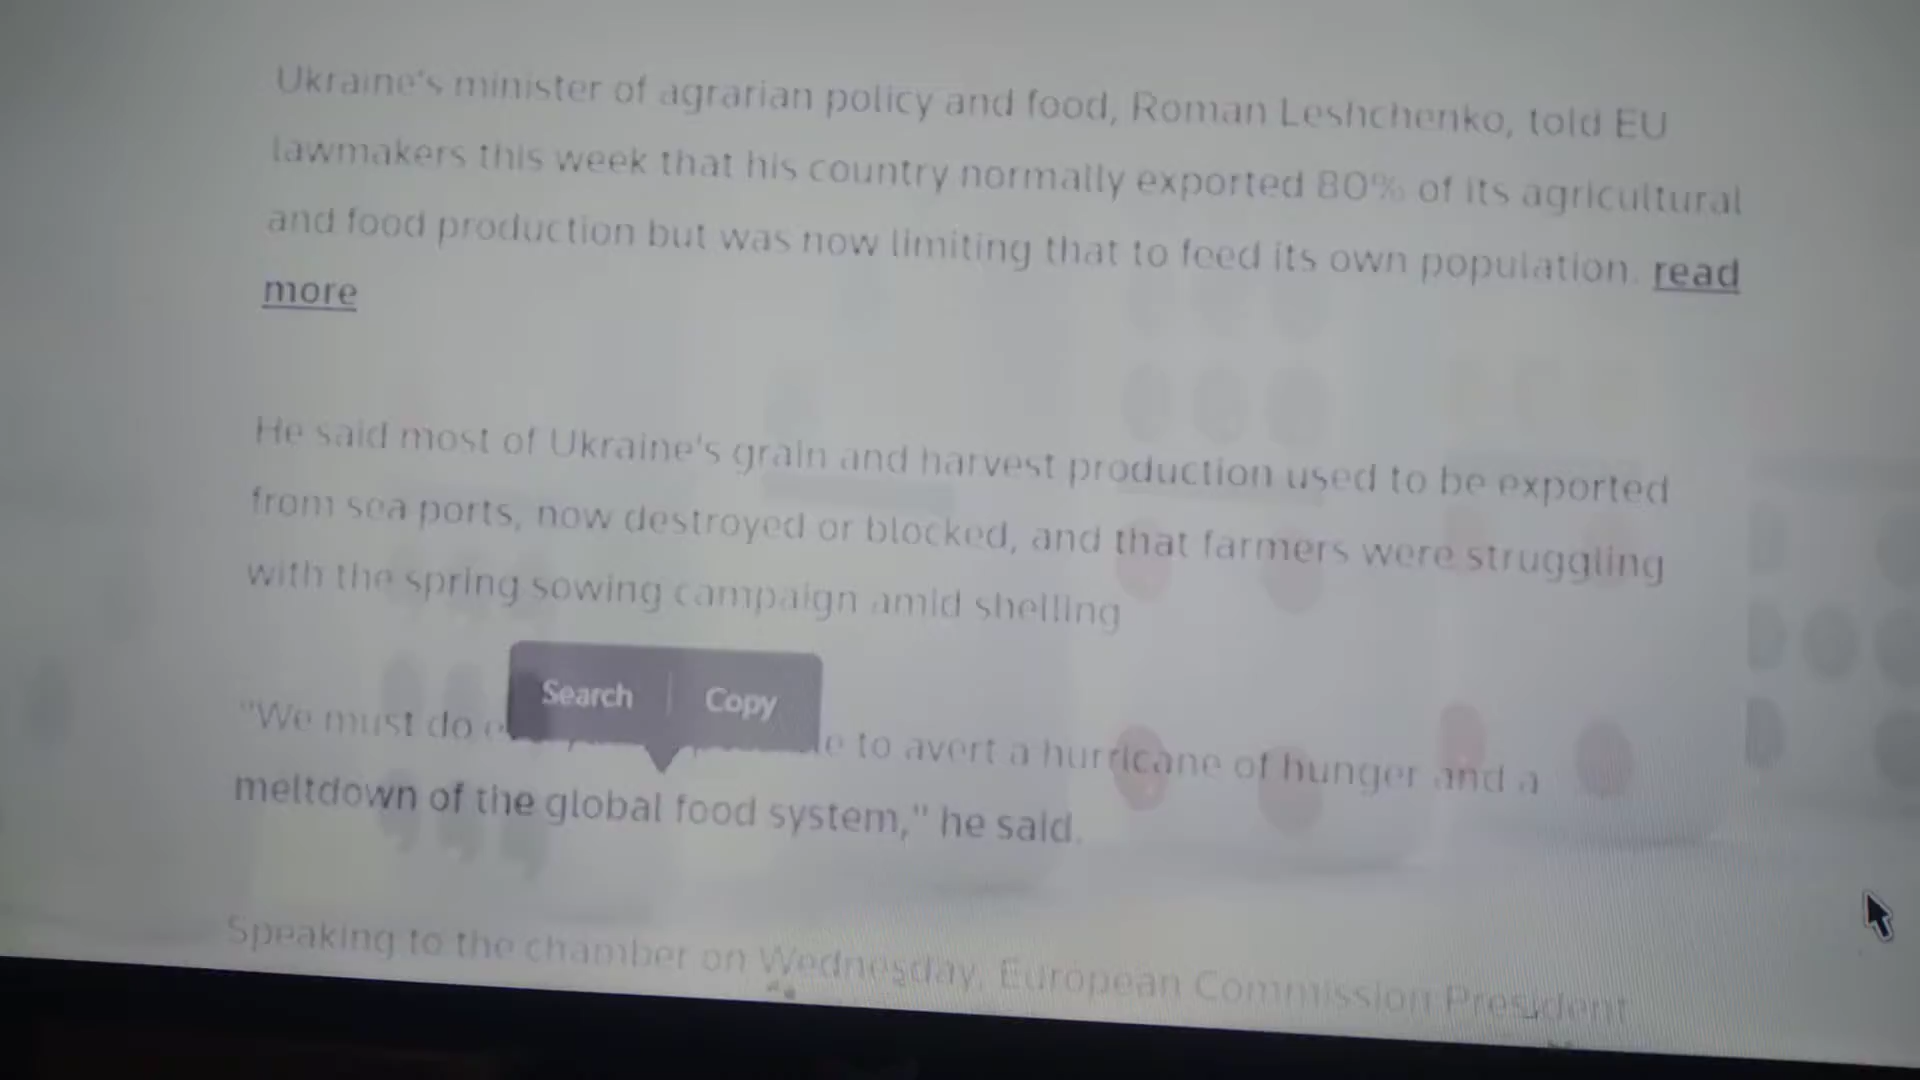 Ukraine's minister of agrarian policy and food, Roman Leshchenko, told EU
lawmakers this week that his country normally exported 80% of its agricultural
and food production but was now limiting that to feed its own population. read
more
He said most of Ukraine's grain and harvest production used to be exported
from sea ports, now destroyed or blocked, and that farmers were struggling
with the spring sowing campaign amid shelling
Search Copy
"We must do to avert a hurricane of hunger and a
meltdown of the global food system," he said.
Speaking to the chamber on Wednesday, European Commission President